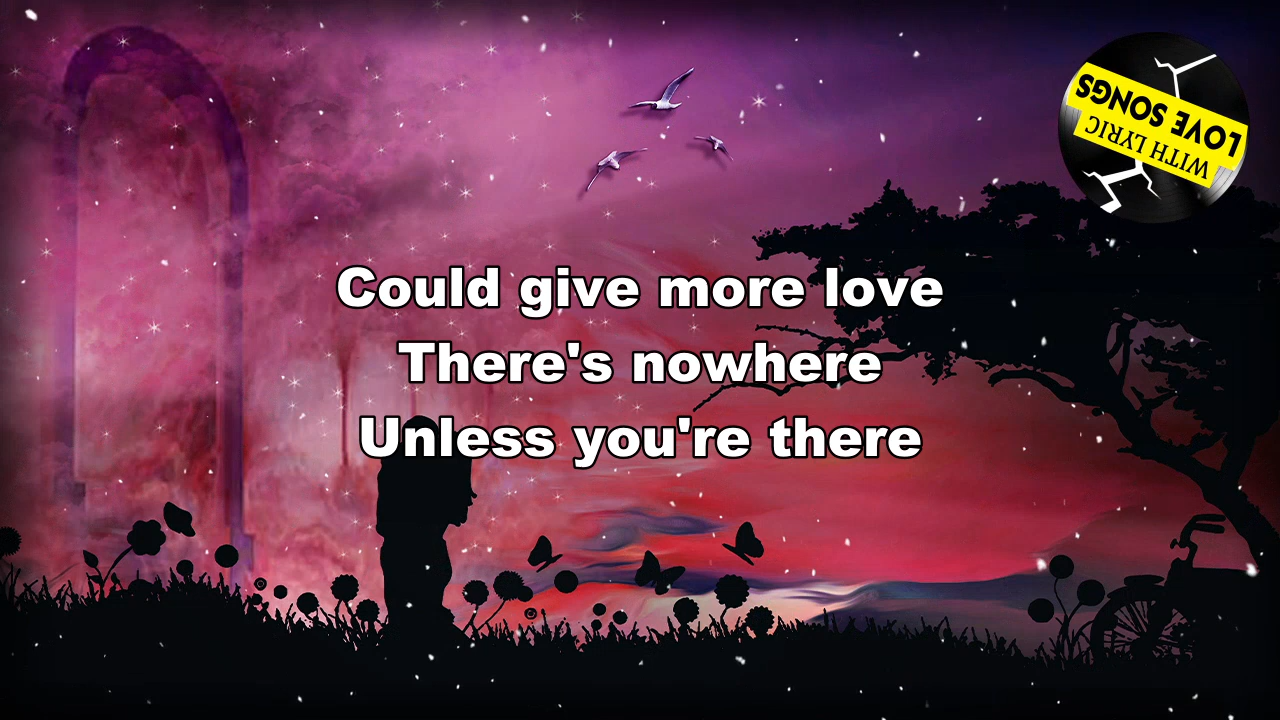 LOVE SONGS
WITH LYRIC
Could give more love
There's nowhere
Unless you're there